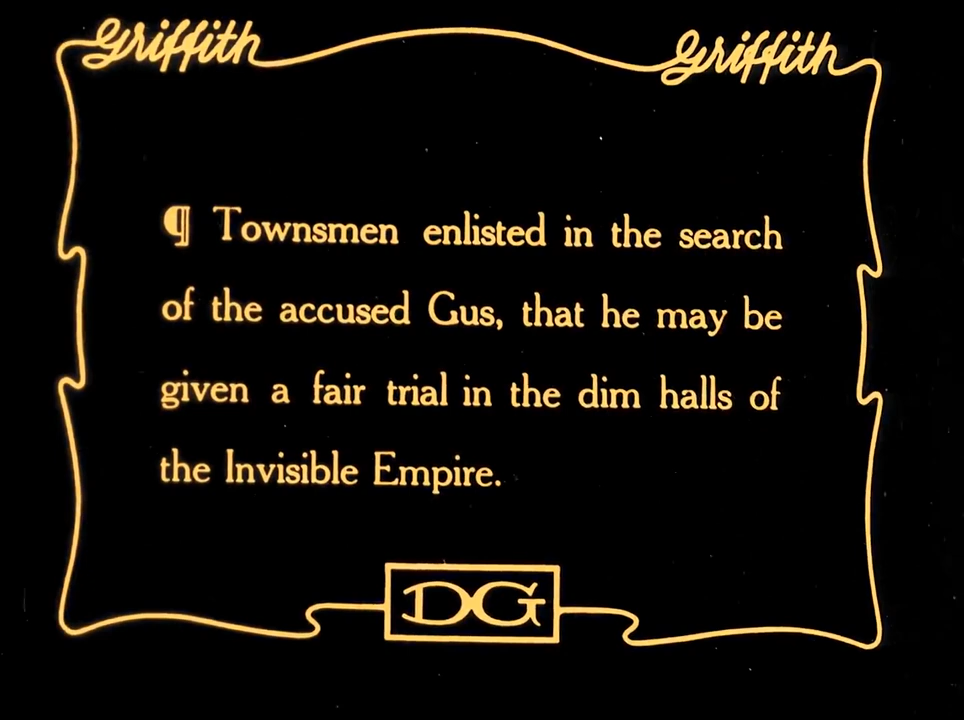 Griffith Griffith
¶ Townsmen enlisted in the search
of the accused Gus, that he may be
given a fair trial in the dim halls of
the Invisible Empire.
DG